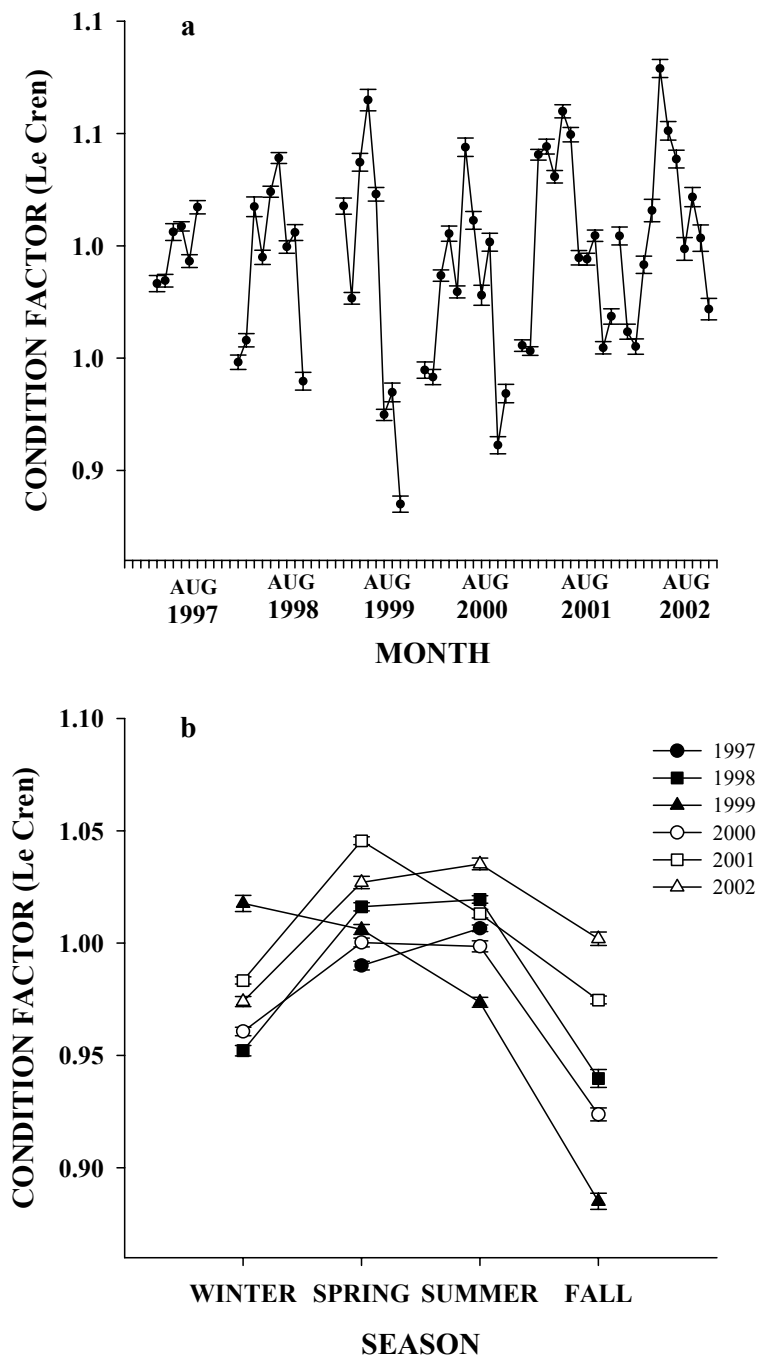 a
CONDITION FACTOR (Le Cren)
1.1
1.1
1.0
1.0
0.9
AUG AUG AUG AUG AUG AUG
1997 1998 1999 2000 2001 2002
MONTH
b
CONDITION FACTOR (Le Cren)
1.10
1.05
1.00
0.95
0.90
1997
1998
1999
2000
2001
2002
WINTER SPRING SUMMER FALL
SEASON